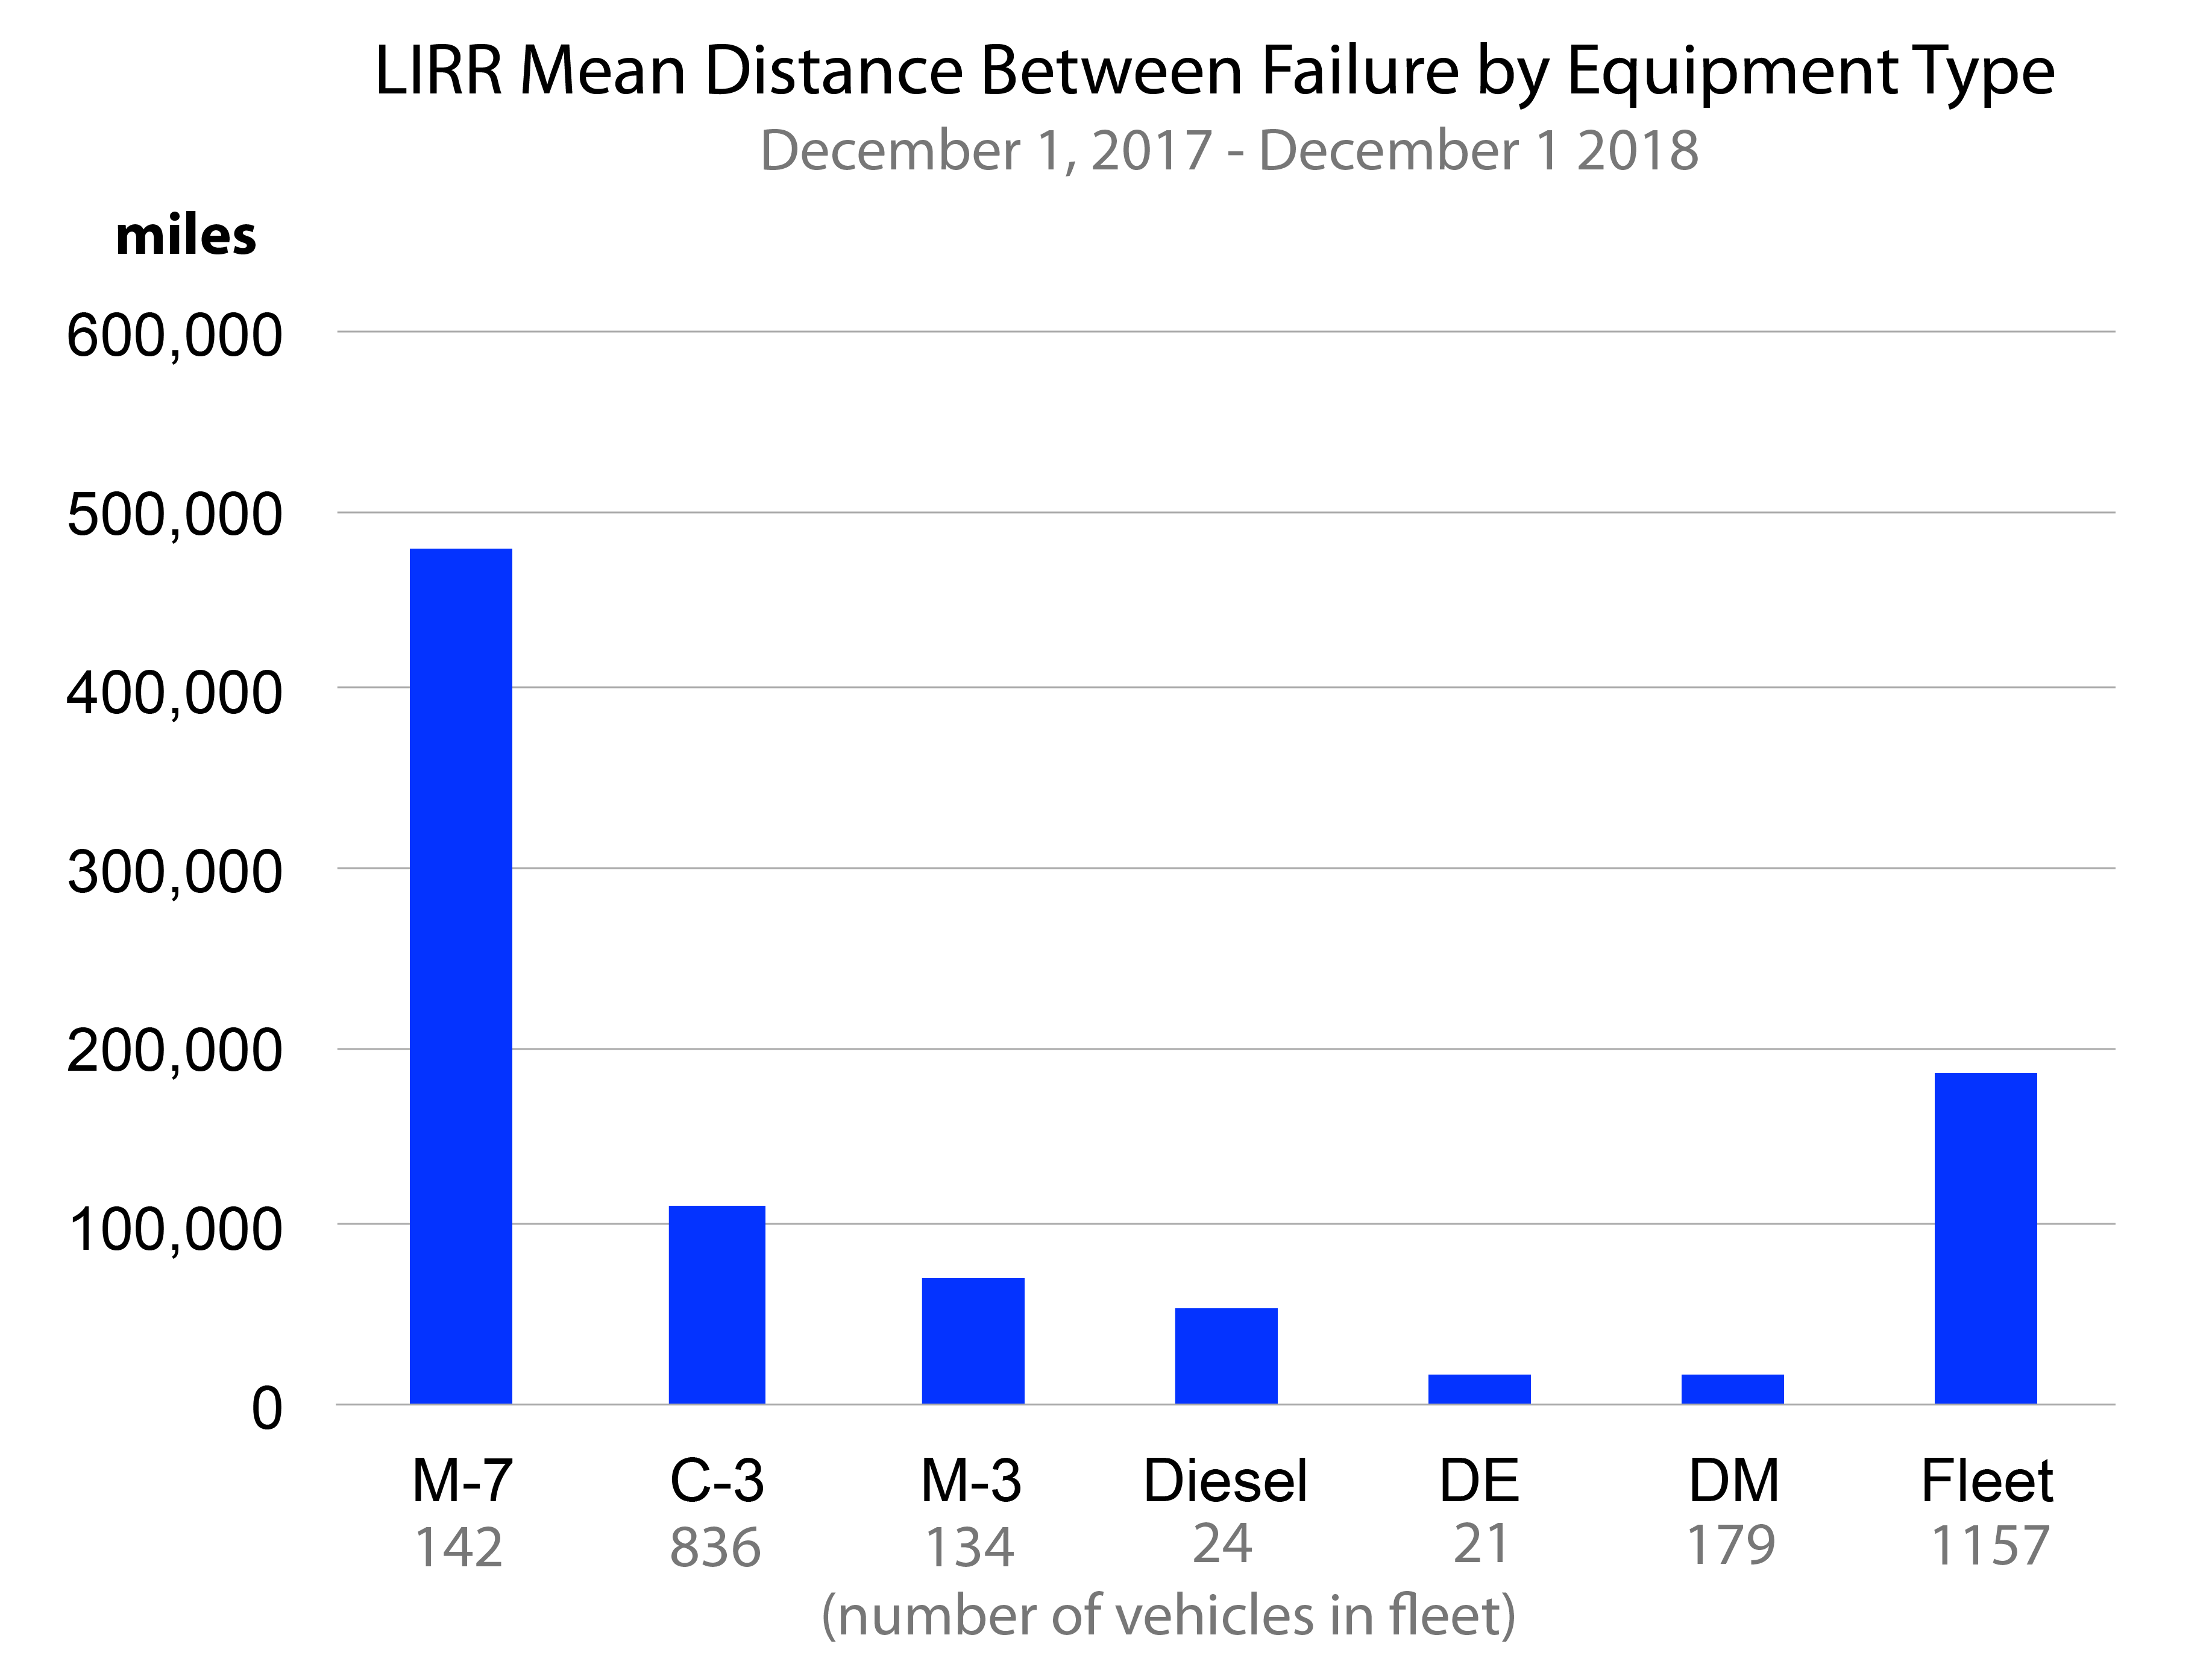 LIRR Mean Distance Between Failure by Equipment Type
December 1, 2017 - December 1 2018
miles
600,000
500,000
400,000
300,000
200,000
100,000
0
M-7 C-3 M-3 Diesel DE DM Fleet
142 836 134 24 21 179 1157
(number of vehicles in fleet)